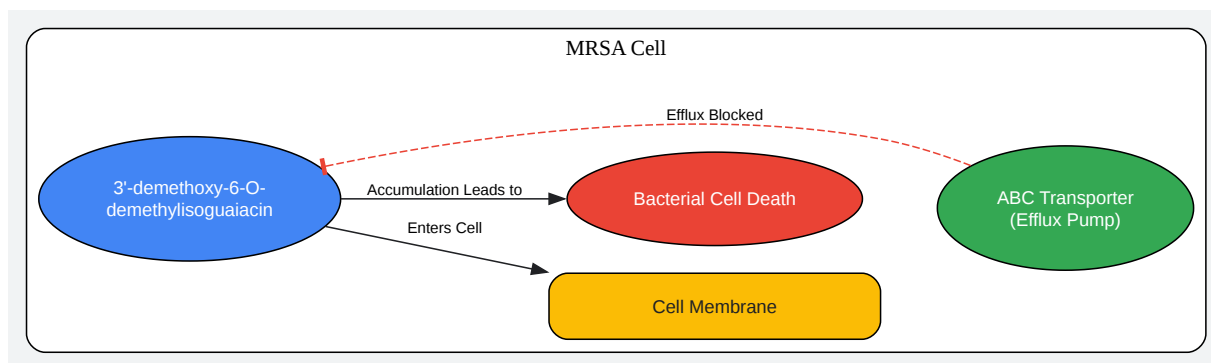 MRSA Cell
Efflux Blocked
3'-demethoxy-6-O-
demethylisoguaiacin
Accumulation Leads to
Bacterial Cell Death
ABC Transporter
(Efflux Pump)
Enters Cell
Cell Membrane